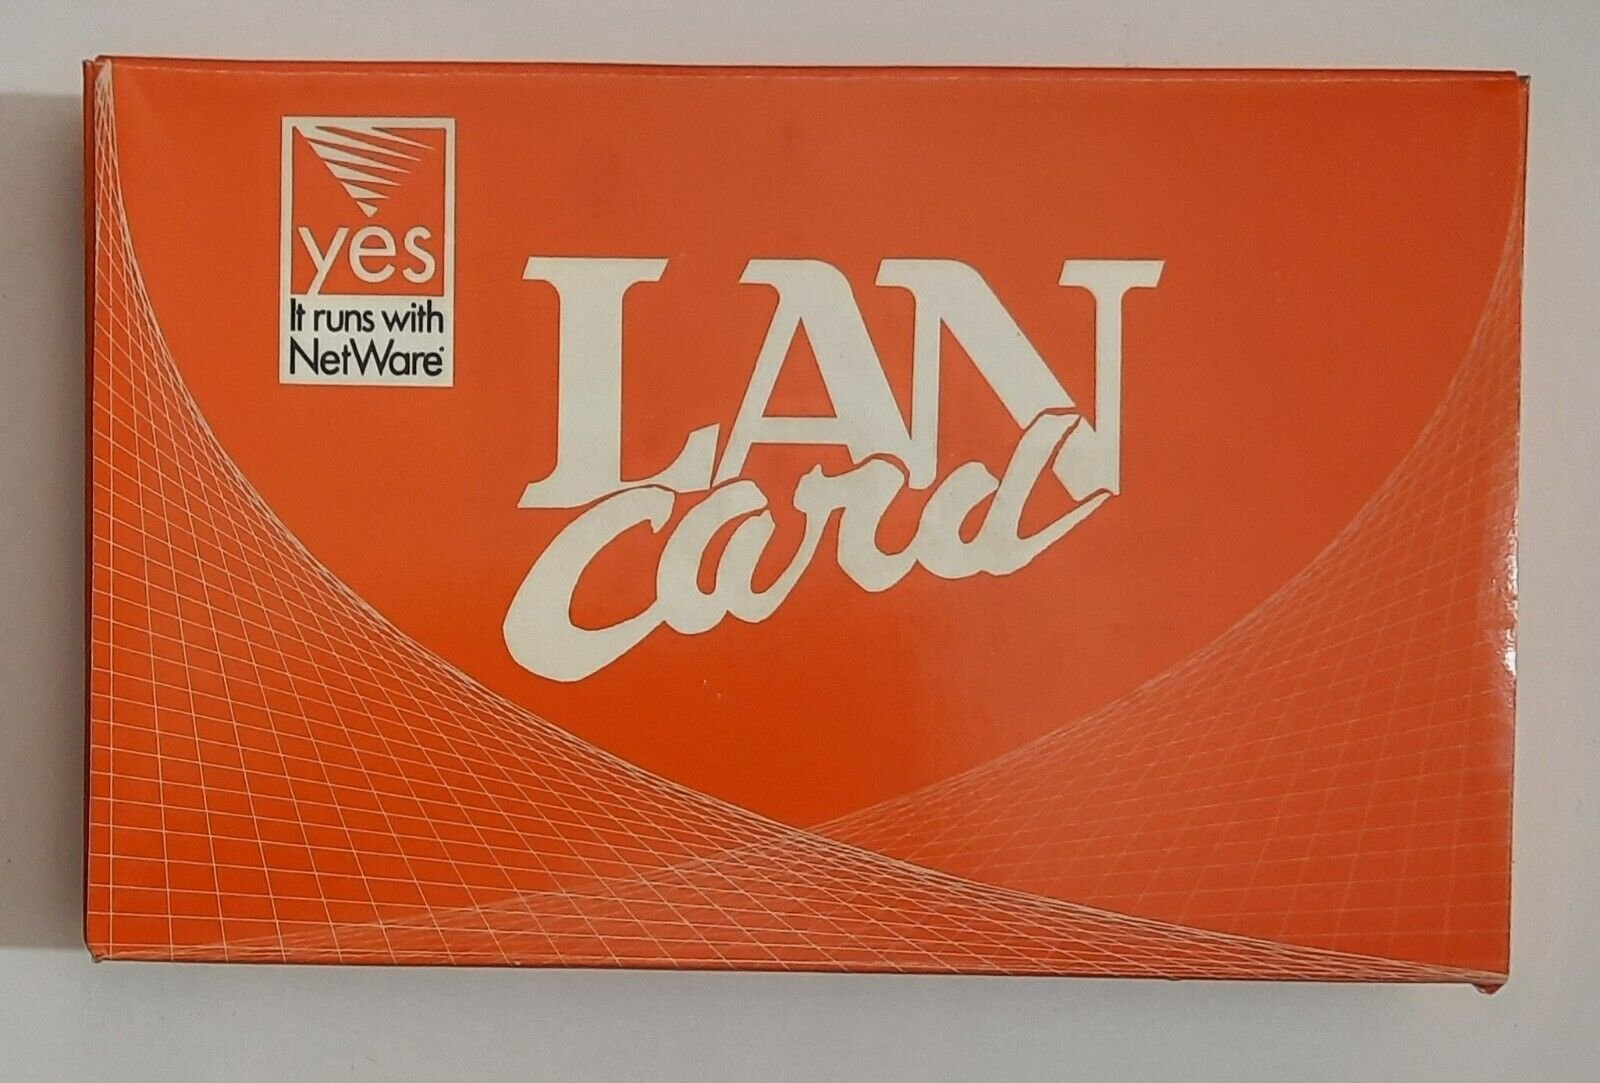 yes
It runs with
NetWare
LAN
card